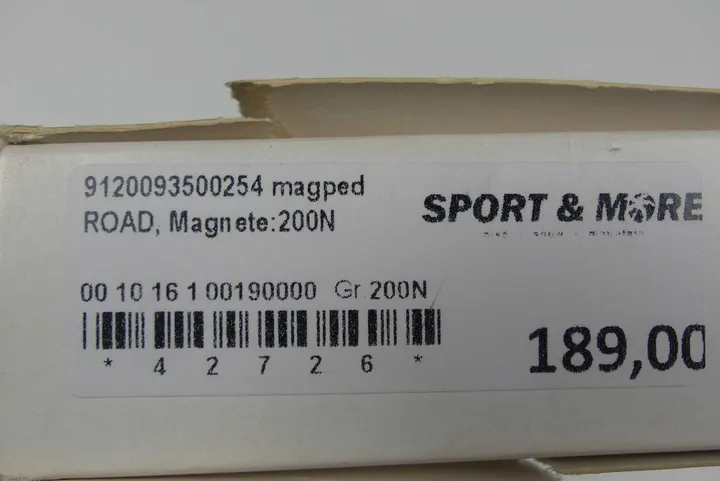 9120093500254 magped
ROAD, Magnete:200N
SPORT & MORE
00 10 16 1 00190000 Gr 200N
* 4 2 7 2 6 *
189,00